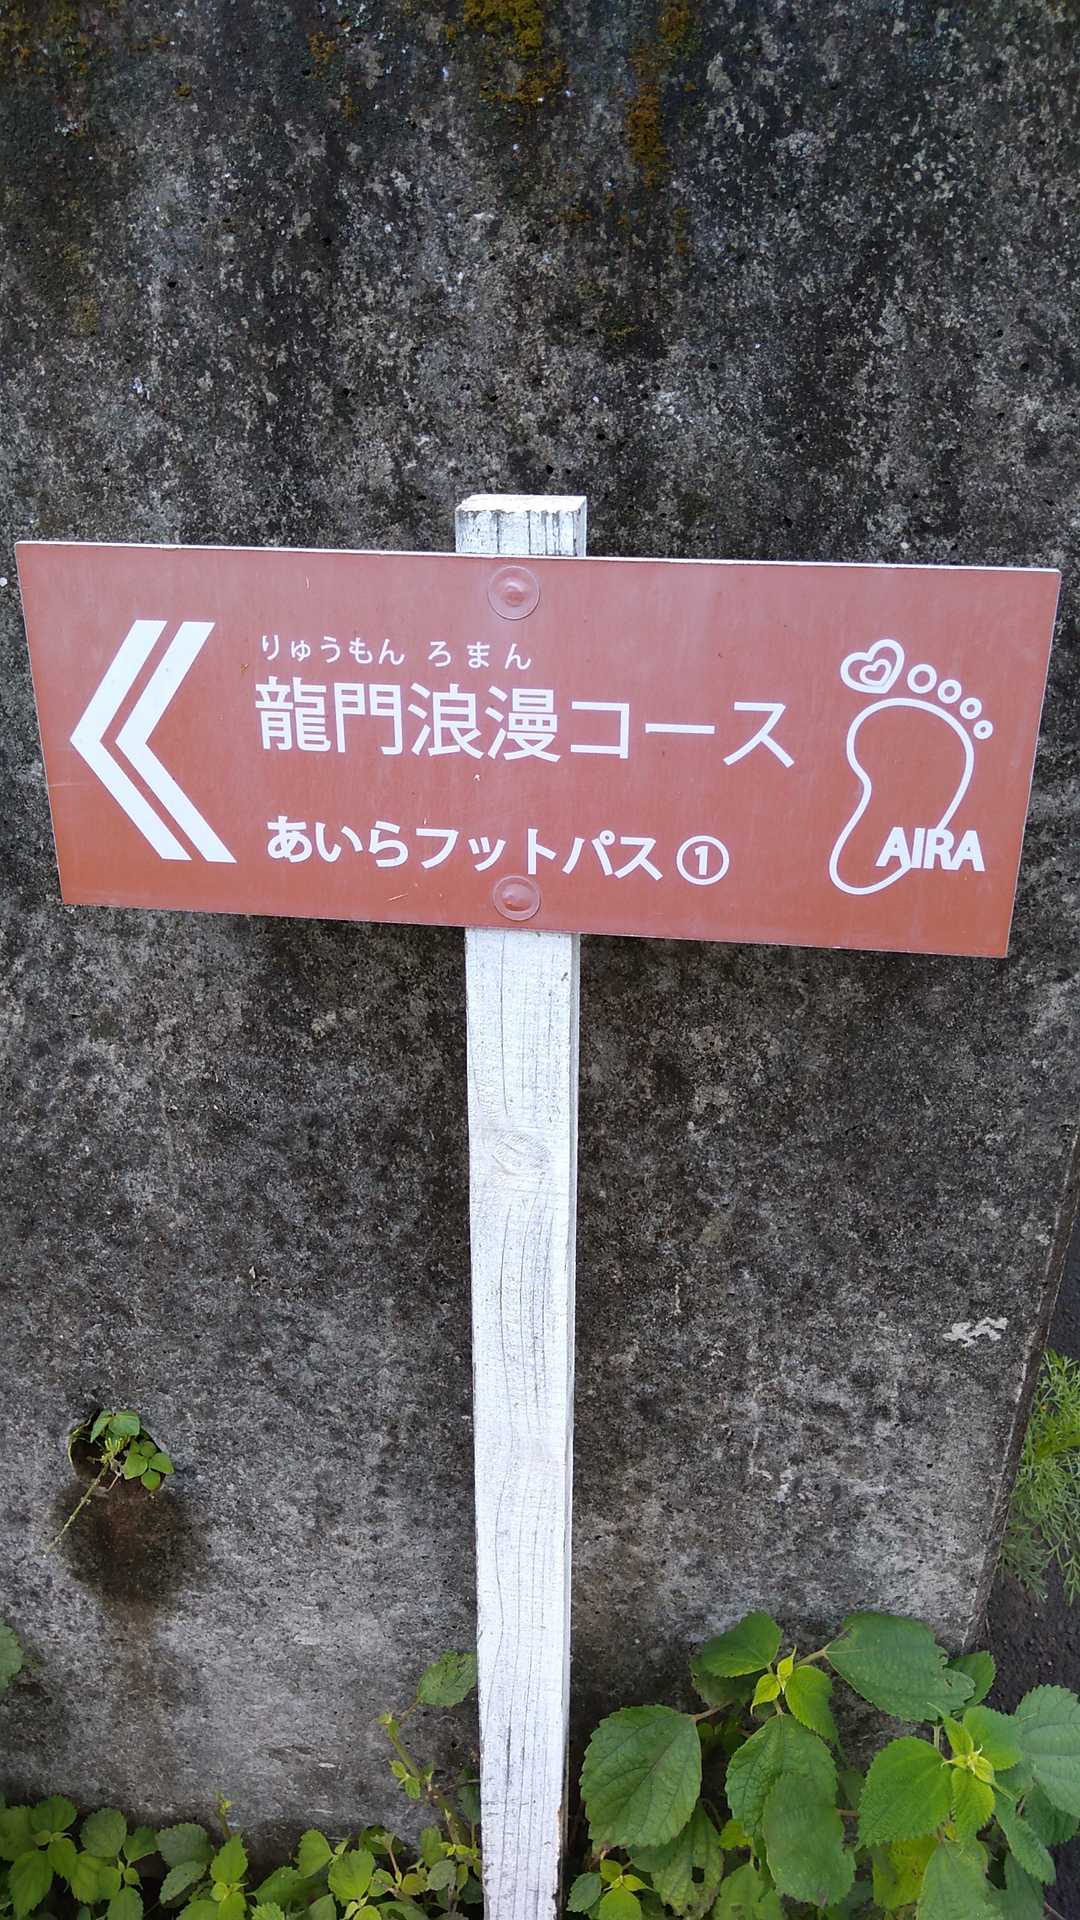 りゅうもん ろまん
龍門浪漫コース
あいらフットパス①
AIRA